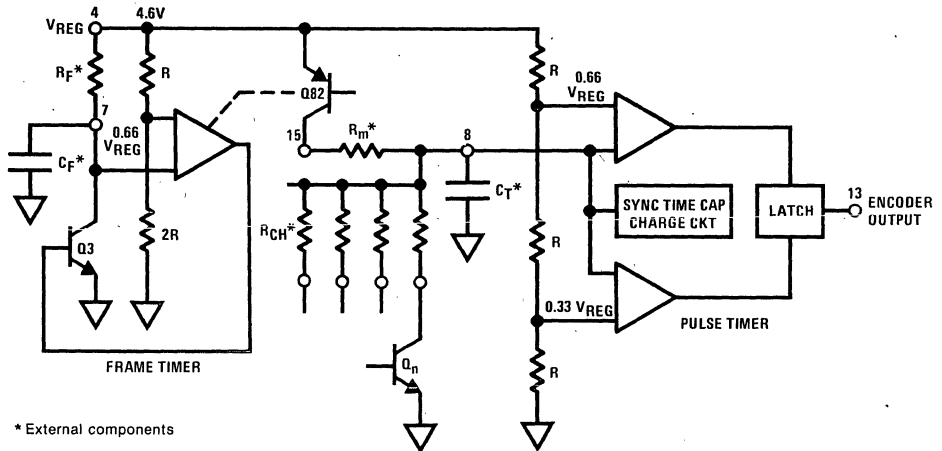 4 4.6V
VREG
RF*
R
R
7
0.66
VREG
CF*
Q3
2R
FRAME TIMER
Q82
15
Rm*
8
CT*
RCH*
Qn
0.66
VREG
R
0.33 VREG
R
SYNC TIME CAP
CHARGE CKT
LATCH
13 ENCODER
OUTPUT
PULSE TIMER
* External components